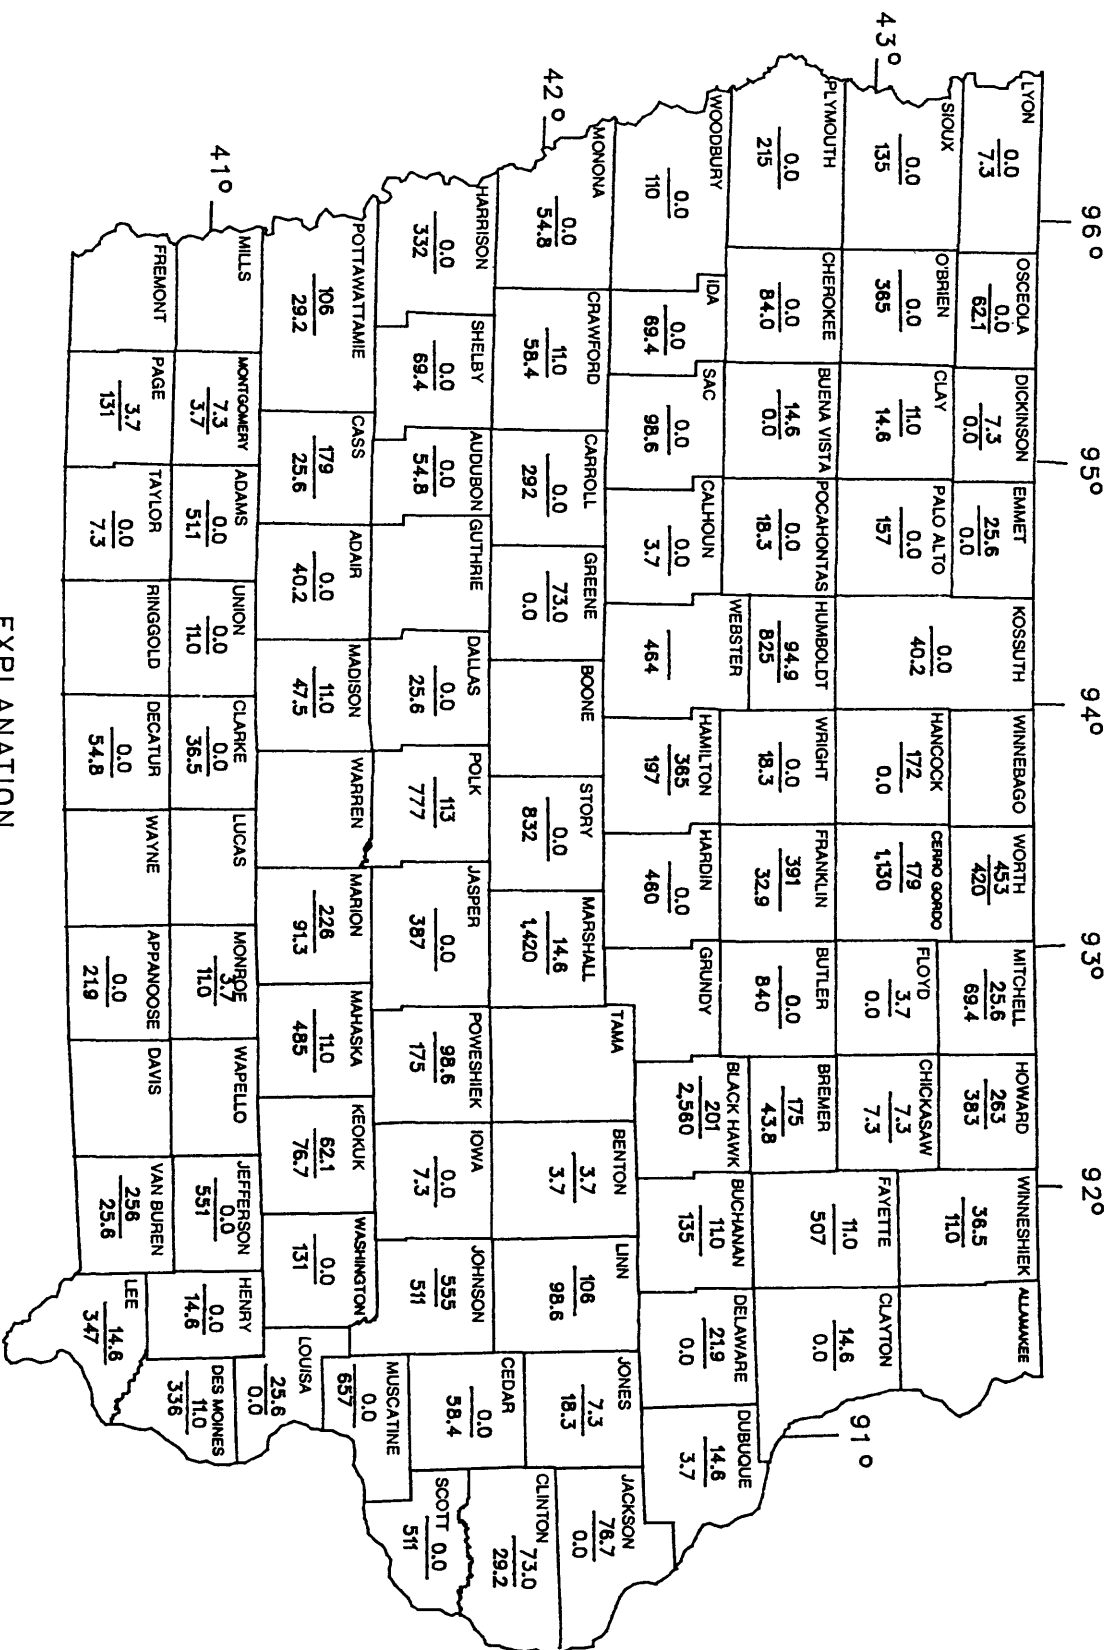 96° 95° 94° 93° 92°
43°
91°
42°
41°
LYON
0.0
7.3
OSCEOLA
0.0
62.1
DICKINSON
7.3
0.0
EMMET
25.6
0.0
KOSSUTH
0.0
40.2
WINNEBAGO
WORTH
453
420
MITCHELL
25.6
69.4
HOWARD
263
383
WINNESHIEK
36.5
11.0
ALLAMAKEE
SIOUX
0.0
135
O'BRIEN
0.0
365
CLAY
11.0
14.6
PALO ALTO
0.0
157
HANCOCK
172
0.0
CERRO GORDO
179
1,130
FLOYD
3.7
0.0
CHICKASAW
7.3
7.3
FAYETTE
11.0
507
CLAYTON
14.6
0.0
PLYMOUTH
0.0
215
CHEROKEE
0.0
84.0
BUENA VISTA
14.6
0.0
POCAHONTAS
0.0
18.3
HUMBOLDT
94.9
825
WRIGHT
0.0
18.3
FRANKLIN
391
32.9
BUTLER
0.0
840
BREMER
175
43.8
WOODBURY
0.0
110
IDA
0.0
69.4
SAC
0.0
98.6
CALHOUN
0.0
3.7
WEBSTER
464
HAMILTON
365
197
HARDIN
0.0
460
GRUNDY
BLACK HAWK
201
2,560
BUCHANAN
11.0
135
DELAWARE
21.9
0.0
DUBUQUE
14.6
3.7
MONONA
0.0
54.8
CRAWFORD
11.0
58.4
CARROLL
0.0
292
GREENE
73.0
0.0
BOONE
STORY
0.0
832
MARSHALL
14.6
1,420
TAMA
BENTON
3.7
3.7
LINN
106
98.6
JONES
7.3
18.3
JACKSON
76.7
0.0
HARRISON
0.0
332
SHELBY
0.0
69.4
AUDUBON
0.0
54.8
GUTHRIE
DALLAS
0.0
25.6
POLK
113
777
JASPER
0.0
387
POWESHIEK
98.6
175
IOWA
0.0
7.3
JOHNSON
555
511
CEDAR
0.0
58.4
CLINTON
73.0
29.2
SCOTT
0.0
511
MUSCATINE
0.0
657
POTTAWATTAMIE
106
29.2
CASS
179
25.6
ADAIR
0.0
40.2
MADISON
11.0
47.5
WARREN
MARION
226
91.3
MAHASKA
11.0
485
KEOKUK
62.1
76.7
WASHINGTON
0.0
131
LOUISA
25.6
0.0
MILLS
MONTGOMERY
7.3
3.7
ADAMS
0.0
51.1
UNION
0.0
11.0
CLARKE
0.0
36.5
LUCAS
MONROE
3.7
11.0
WAPELLO
JEFFERSON
0.0
551
HENRY
0.0
14.6
DES MOINES
11.0
336
FREMONT
PAGE
3.7
131
TAYLOR
0.0
7.3
RINGGOLD
DECATUR
0.0
54.8
WAYNE
APPANOOSE
0.0
21.9
DAVIS
VAN BUREN
256
25.6
LEE
14.6
347
EXPLANATION